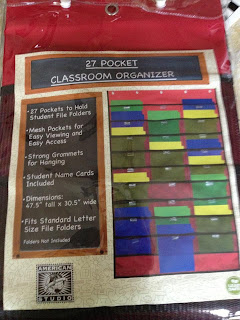 27 POCKET
CLASSROOM ORGANIZER
• 27 Pockets to Hold
Student File Folders
• Mesh Pockets for
Easy Viewing and
Easy Access
• Strong Grommets
for Hanging
• Student Name Cards
Included
• Dimensions:
47.5" tall x 30.5" wide
• Fits Standard Letter
Size File Folders
Folders Not Included
AMERICAN
STUDIO